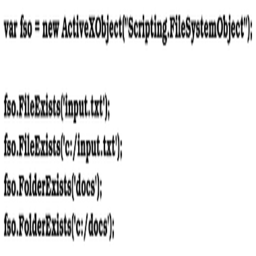 var fso = new ActiveXObject("Scripting.FileSystemObject");
fso.FileExists('input.txt');
fso.FileExists('c:/input.txt');
fso.FolderExists('docs');
fso.FolderExists('c:/docs');